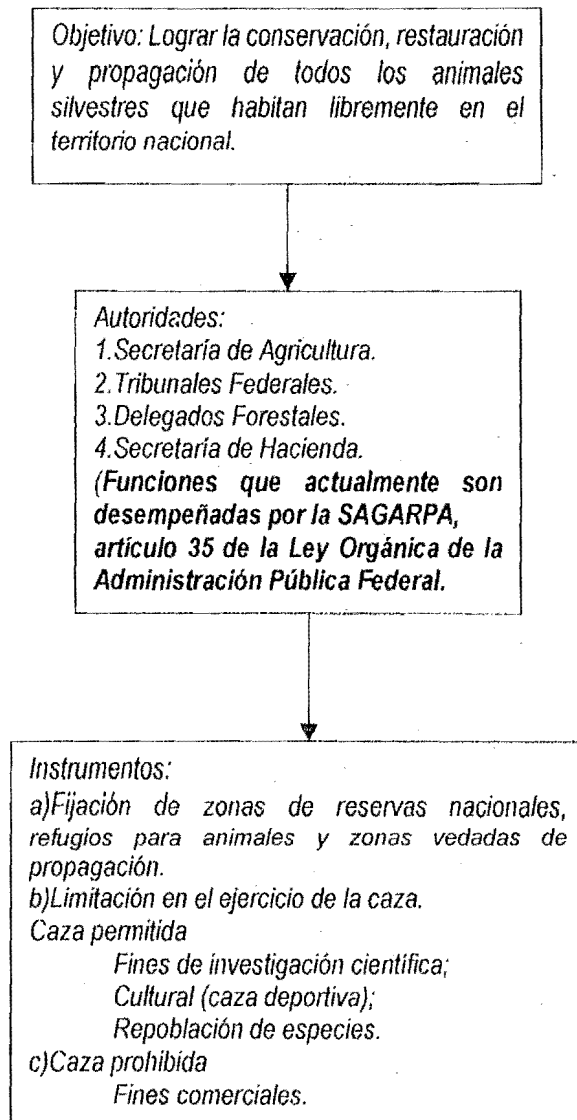 Objetivo: Lograr la conservación, restauración
y propagación de todos los animales
silvestres que habitan libremente en el
territorio nacional.
Autoridades:
1.Secretaría de Agricultura.
2.Tribunales Federales.
3.Delegados Forestales.
4.Secretaría de Hacienda.
(Funciones que actualmente son
desempeñadas por la SAGARPA,
artículo 35 de la Ley Orgánica de la
Administración Pública Federal.
Instrumentos:
a)Fijación de zonas de reservas nacionales,
refugios para animales y zonas vedadas de
propagación.
b)Limitación en el ejercicio de la caza.
Caza permitida
Fines de investigación científica;
Cultural (caza deportiva);
Repoblación de especies.
c)Caza prohibida
Fines comerciales.